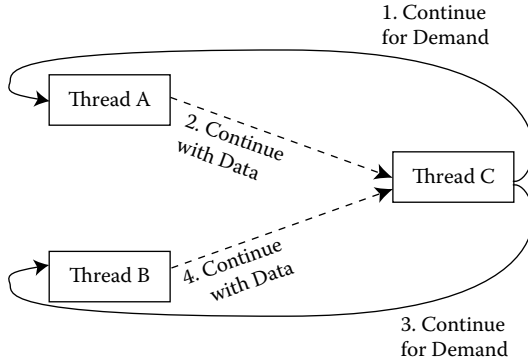 1. Continue
for Demand
Thread A
2. Continue
with Data
Thread C
Thread B
4. Continue
with Data
3. Continue
for Demand